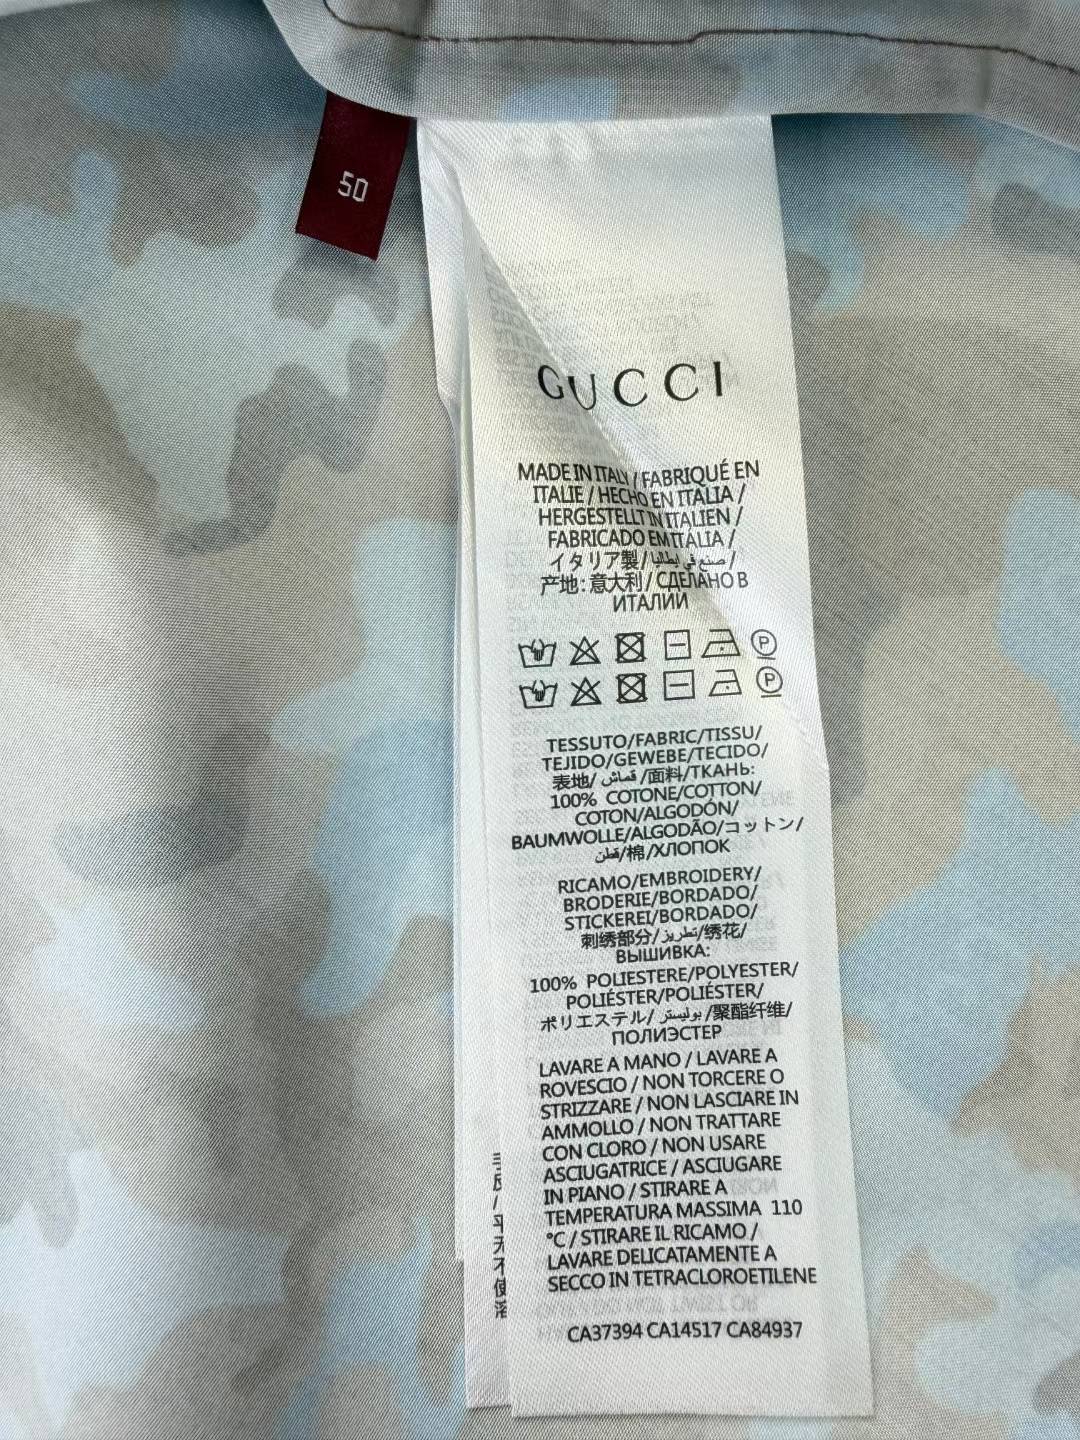 50
GUCCI
MADE IN ITALY / FABRIQUÉ EN
ITALIE / HECHO EN ITALIA /
HERGESTELLT IN ITALIEN /
FABRICADO EM ITÁLIA /
イタリア製 / صنع في إيطاليا /
产地: 意大利 / СДЕЛАНО В
ИТАЛИИ
P
P
TESSUTO/FABRIC/TISSU/
TEJIDO/GEWEBE/TECIDO/
表地/ قماش /面料/ТКАНЬ:
100% COTONE/COTTON/
COTON/ALGODÓN/
BAUMWOLLE/ALGODÃO/コットン/
قطن/棉/ХЛОПОК
RICAMO/EMBROIDERY/
BRODERIE/BORDADO/
STICKEREI/BORDADO/
刺绣部分/تطريز/绣花/
ВЫШИВКА:
100% POLIESTERE/POLYESTER/
POLIÉSTER/POLIÉSTER/
ポリエステル/ بوليستر /聚酯纤维/
ПОЛИЭСТЕР
LAVARE A MANO / LAVARE A
ROVESCIO / NON TORCERE O
STRIZZARE / NON LASCIARE IN
AMMOLLO / NON TRATTARE
CON CLORO / NON USARE
ASCIUGATRICE / ASCIUGARE
IN PIANO / STIRARE A
TEMPERATURA MASSIMA 110
°C / STIRARE IL RICAMO /
LAVARE DELICATAMENTE A
SECCO IN TETRACLOROETILENE
CA37394 CA14517 CA84937